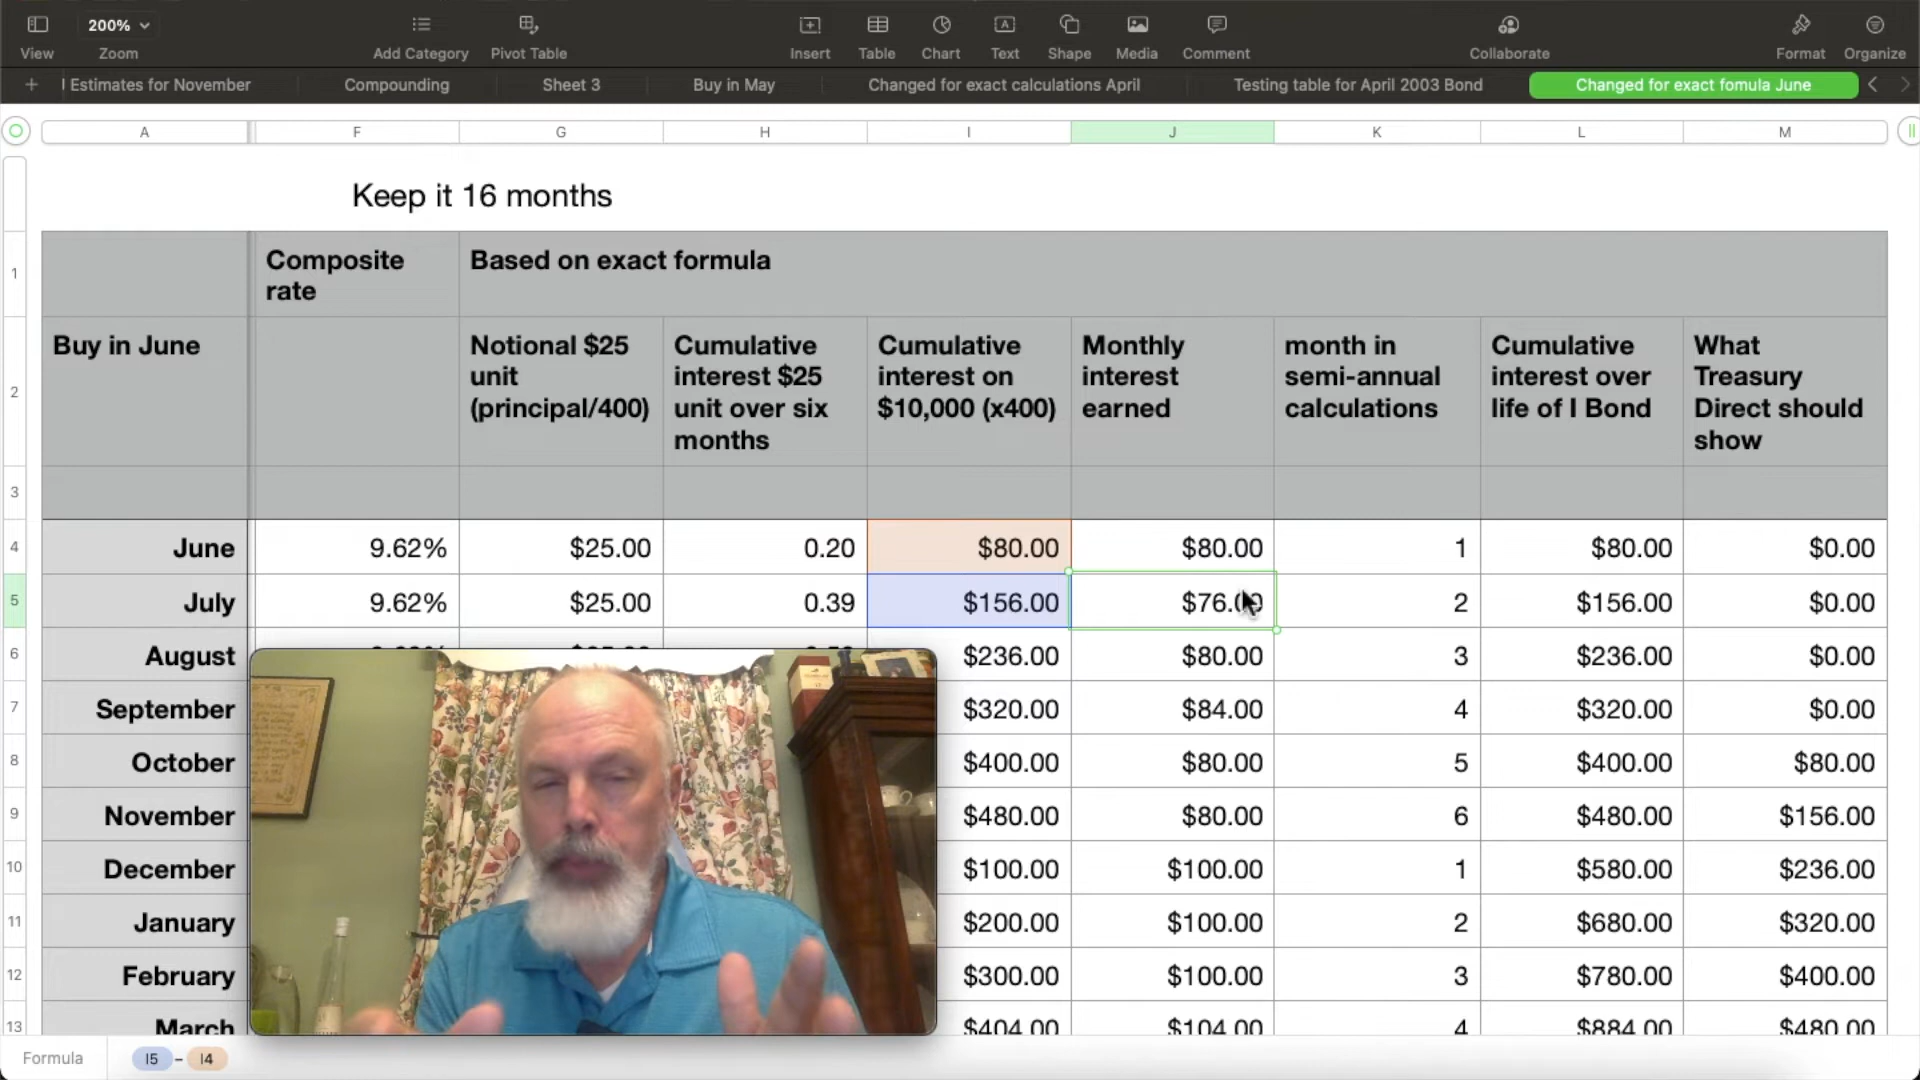 200%
View
Zoom
Add Category
Pivot Table
Insert
Table
Chart
Text
Shape
Media
Comment
Collaborate
Format
Organize
Estimates for November
Compounding
Sheet 3
Buy in May
Changed for exact calculations April
Testing table for April 2003 Bond
Changed for exact fomula June
A F G H I J K L M
Keep it 16 months
1
Composite
rate
Based on exact formula
2
Buy in June
Notional $25
unit
(principal/400)
Cumulative
interest $25
unit over six
months
Cumulative
interest on
$10,000 (x400)
Monthly
interest
earned
month in
semi-annual
calculations
Cumulative
interest over
life of I Bond
What
Treasury
Direct should
show
3
4 June 9.62% $25.00 0.20 $80.00 $80.00 1 $80.00 $0.00
5 July 9.62% $25.00 0.39 $156.00 $76.00 2 $156.00 $0.00
6 August $236.00 $80.00 3 $236.00 $0.00
7 September $320.00 $84.00 4 $320.00 $0.00
8 October $400.00 $80.00 5 $400.00 $80.00
9 November $480.00 $80.00 6 $480.00 $156.00
10 December $100.00 $100.00 1 $580.00 $236.00
11 January $200.00 $100.00 2 $680.00 $320.00
12 February $300.00 $100.00 3 $780.00 $400.00
13 March $404.00 $104.00 4 $884.00 $480.00
Formula I5 – I4